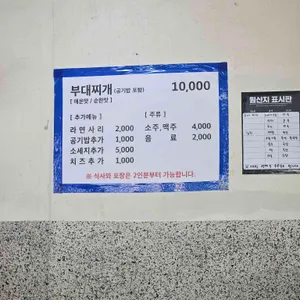 부대찌개 (공기밥 포함) 10,000
[ 매운맛 / 순한맛 ]
[ 추가메뉴 ]
라면사리 2,000
공기밥추가 1,000
소세지추가 5,000
치즈추가 1,000
[ 주류 ]
소주, 맥주 4,000
음료 2,000
※ 식사와 포장은 2인분부터 가능합니다.
원산지 표시판